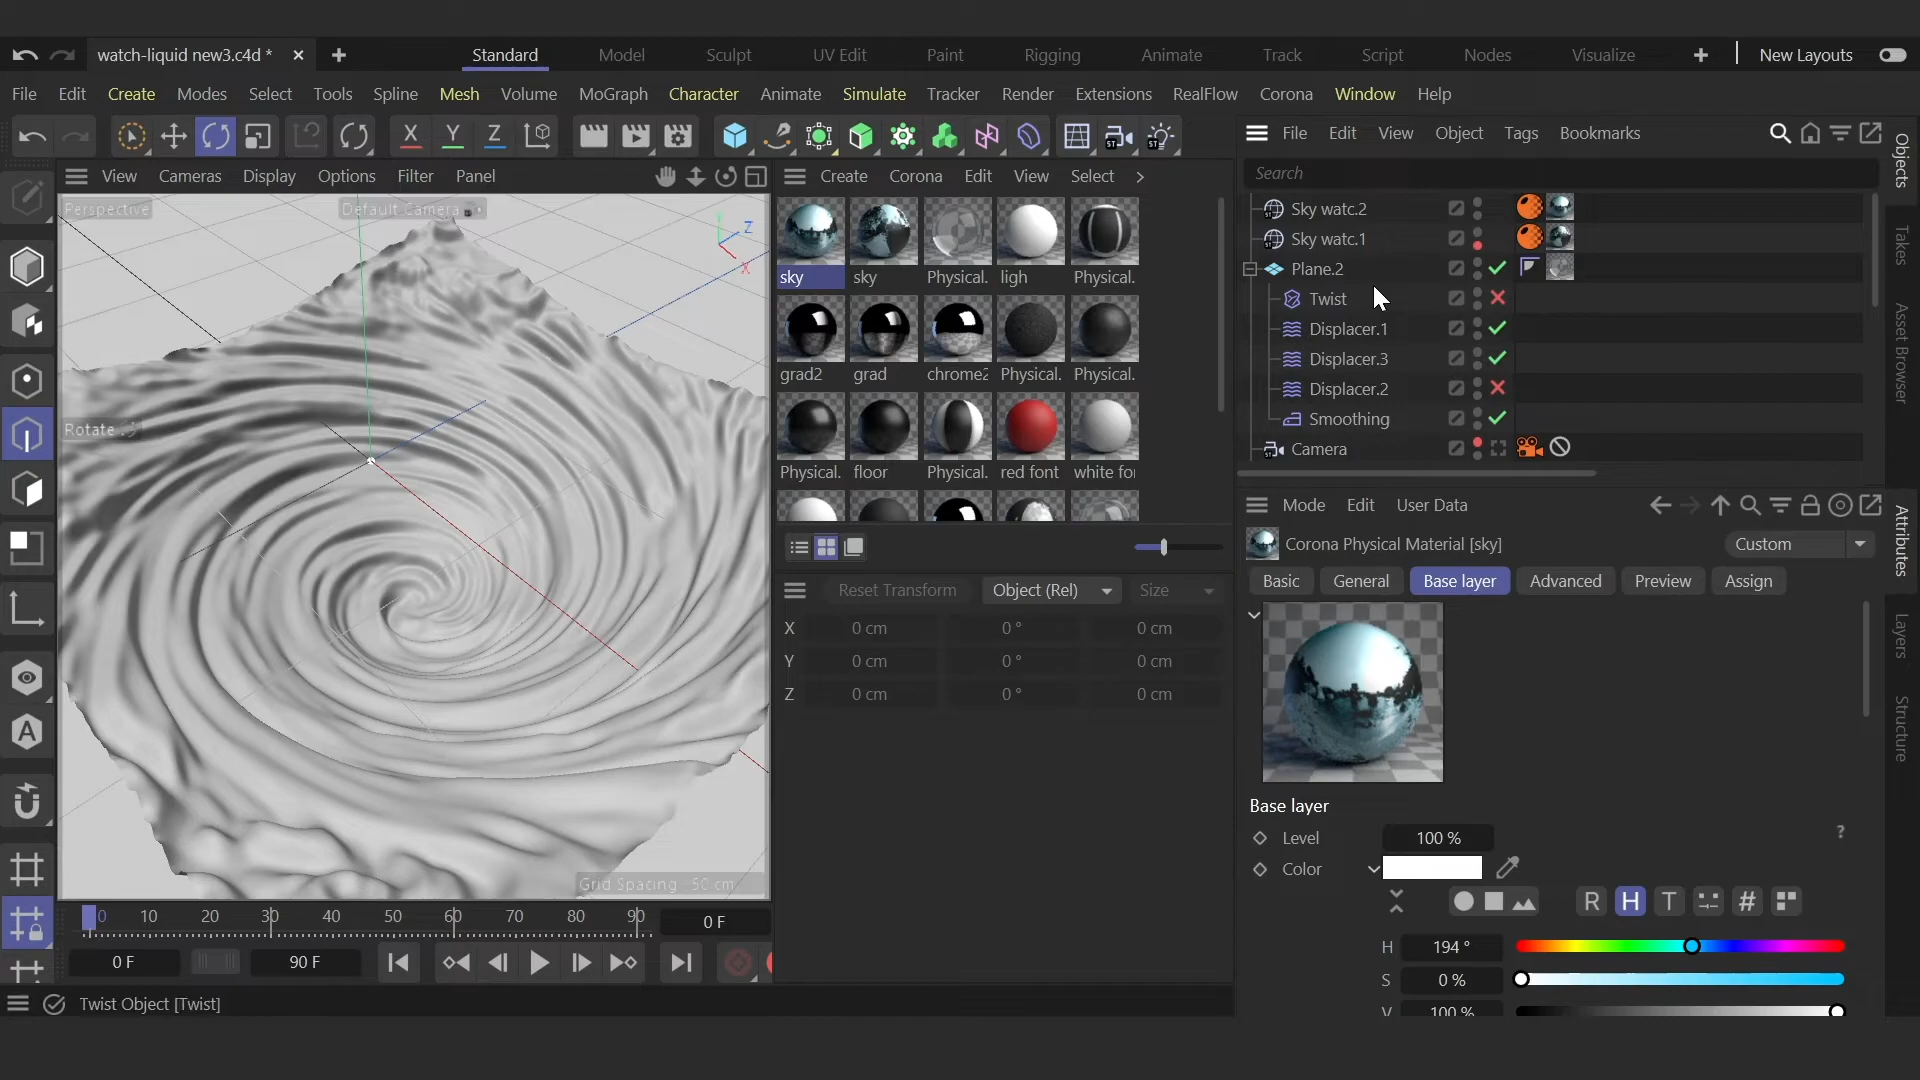 watch-liquid new3.c4d *
Standard
Model
Sculpt
UV Edit
Paint
Rigging
Animate
Track
Script
Nodes
Visualize
New Layouts
File Edit Create Modes Select Tools Spline Mesh Volume MoGraph Character Animate Simulate Tracker Render Extensions RealFlow Corona Window Help
X Y Z
File Edit View Object Tags Bookmarks
View Cameras Display Options Filter Panel
Create Corona Edit View Select
Search
Perspective
Default Camera
Z
X
Rotate
Grid Spacing : 50 cm
sky sky Physical. ligh Physical.
grad2 grad chrome2 Physical. Physical.
Physical. floor Physical. red font white for
Sky watc.2
Sky watc.1
Plane.2
Twist
Displacer.1
Displacer.3
Displacer.2
Smoothing
Camera
Objects
Takes
Asset Browser
Attributes
Layers
Structure
Reset Transform
Object (Rel)
Size
X 0 cm 0 ° 0 cm
Y 0 cm 0 ° 0 cm
Z 0 cm 0 ° 0 cm
Mode Edit User Data
Corona Physical Material [sky]
Custom
Basic General Base layer Advanced Preview Assign
Base layer
Level 100 %
?
Color
R H T #
H 194 °
S 0 %
V 100 %
0 10 20 30 40 50 60 70 80 90
0 F
0 F
90 F
Twist Object [Twist]